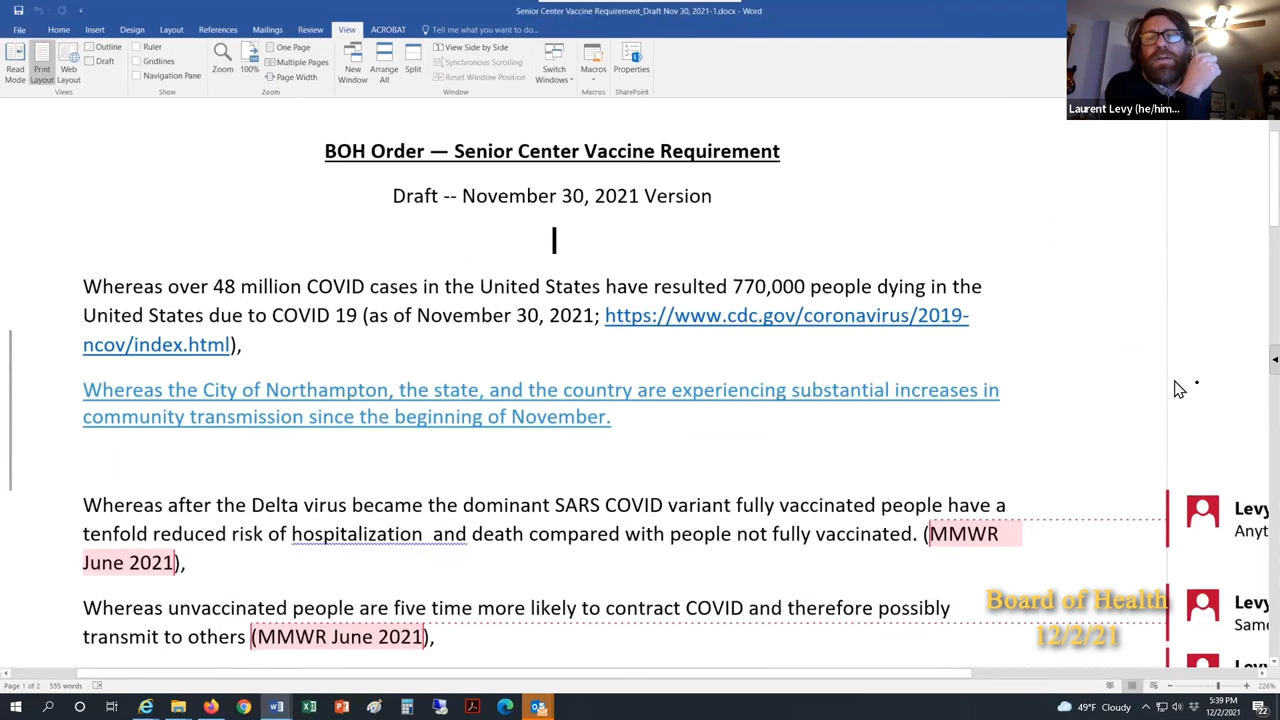 Senior Center Vaccine Requirement_Draft Nov 30, 2021-1.docx - Word
File Home Insert Design Layout References Mailings Review View ACROBAT Tell me what you want to do...
Read Mode
Print Layout
Web Layout
Outline
Draft
Views
Ruler
Gridlines
Navigation Pane
Show
Zoom
100%
One Page
Multiple Pages
Page Width
Zoom
New Window
Arrange All
Split
View Side by Side
Synchronous Scrolling
Reset Window Position
Switch Windows
Window
Macros
Macros
Properties
SharePoint
Laurent Levy (he/him...
BOH Order — Senior Center Vaccine Requirement
Draft -- November 30, 2021 Version
Whereas over 48 million COVID cases in the United States have resulted 770,000 people dying in the
United States due to COVID 19 (as of November 30, 2021; https://www.cdc.gov/coronavirus/2019-
ncov/index.html),
Whereas the City of Northampton, the state, and the country are experiencing substantial increases in
community transmission since the beginning of November.
Whereas after the Delta virus became the dominant SARS COVID variant fully vaccinated people have a
tenfold reduced risk of hospitalization  and death compared with people not fully vaccinated. (MMWR
June 2021),
Levy
Anyt
Whereas unvaccinated people are five time more likely to contract COVID and therefore possibly
transmit to others (MMWR June 2021),
Levy
Same
Board of Health
12/2/21
Page 1 of 2 555 words
226%
49°F Cloudy
5:39 PM
12/2/2021
22